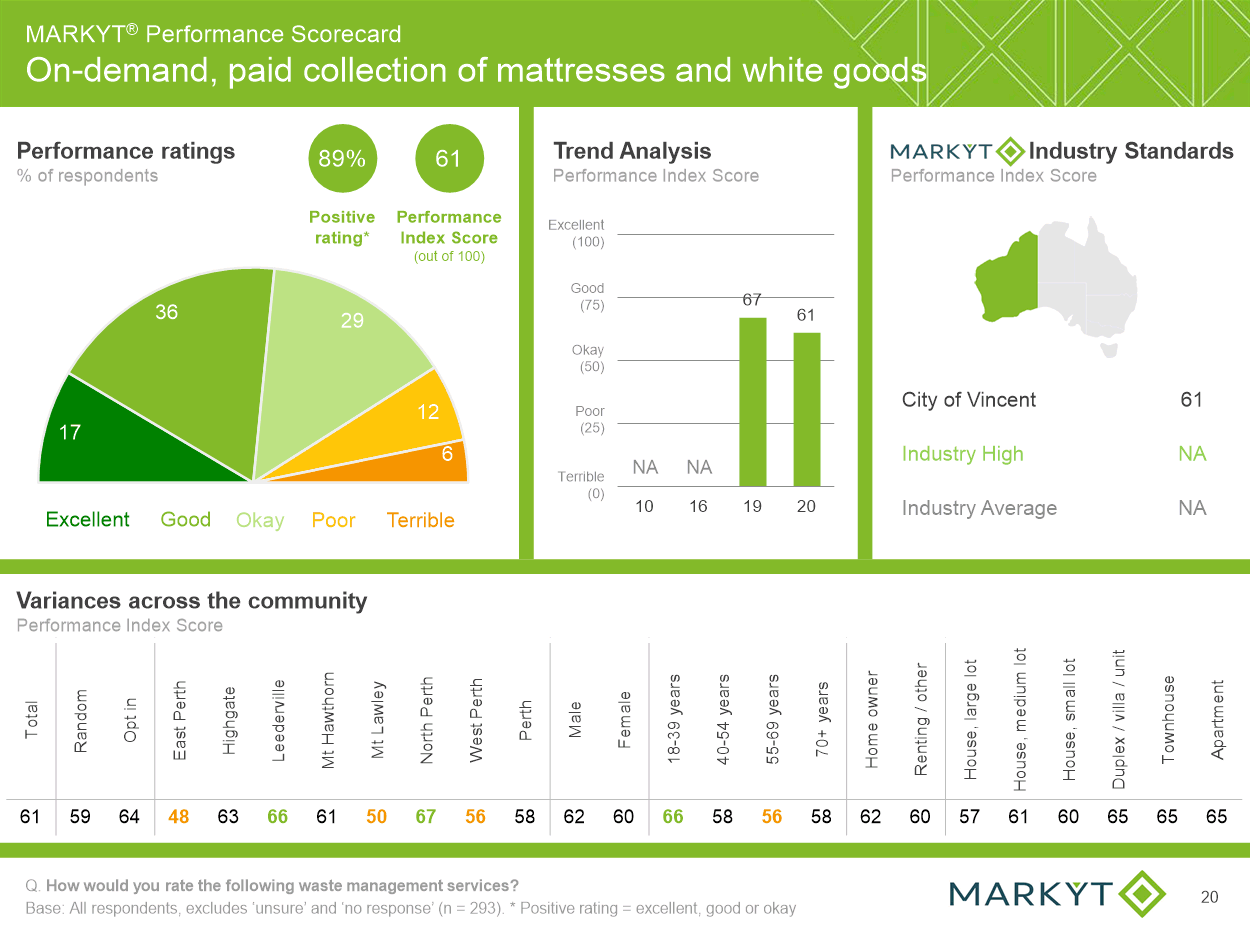 MARKYT® Performance Scorecard
On-demand, paid collection of mattresses and white goods
Performance ratings
% of respondents
89%
61
Positive
rating*
Performance
Index Score
(out of 100)
17
36
29
12
6
Excellent Good Okay Poor Terrible
Trend Analysis
Performance Index Score
Excellent
(100)
Good
(75)
Okay
(50)
Poor
(25)
Terrible
(0)
NA NA 67 61
10 16 19 20
MARKYT Industry Standards
Performance Index Score
City of Vincent 61
Industry High NA
Industry Average NA
Variances across the community
Performance Index Score
Total
Random
Opt in
East Perth
Highgate
Leederville
Mt Hawthorn
Mt Lawley
North Perth
West Perth
Perth
Male
Female
18-39 years
40-54 years
55-69 years
70+ years
Home owner
Renting / other
House, large lot
House, medium lot
House, small lot
Duplex / villa / unit
Townhouse
Apartment
61 59 64 48 63 66 61 50 67 56 58 62 60 66 58 56 58 62 60 57 61 60 65 65 65
Q. How would you rate the following waste management services?
Base: All respondents, excludes 'unsure' and 'no response' (n = 293). * Positive rating = excellent, good or okay
MARKYT
20